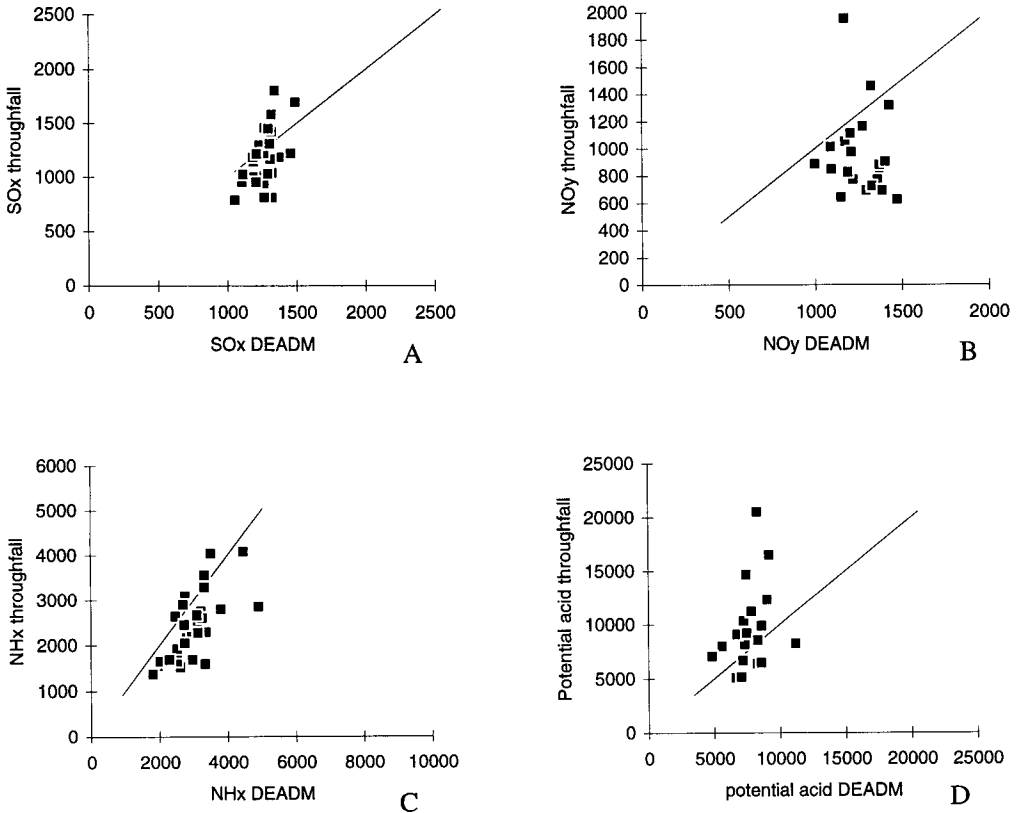 SOx throughfall
2500
2000
1500
1000
500
0
0 500 1000 1500 2000 2500
SOx DEADM
A
NOy throughfall
2000
1800
1600
1400
1200
1000
800
600
400
200
0
0 500 1000 1500 2000
NOy DEADM
B
NHx throughfall
6000
5000
4000
3000
2000
1000
0
0 2000 4000 6000 8000 10000
NHx DEADM
C
Potential acid throughfall
25000
20000
15000
10000
5000
0
0 5000 10000 15000 20000 25000
potential acid DEADM
D